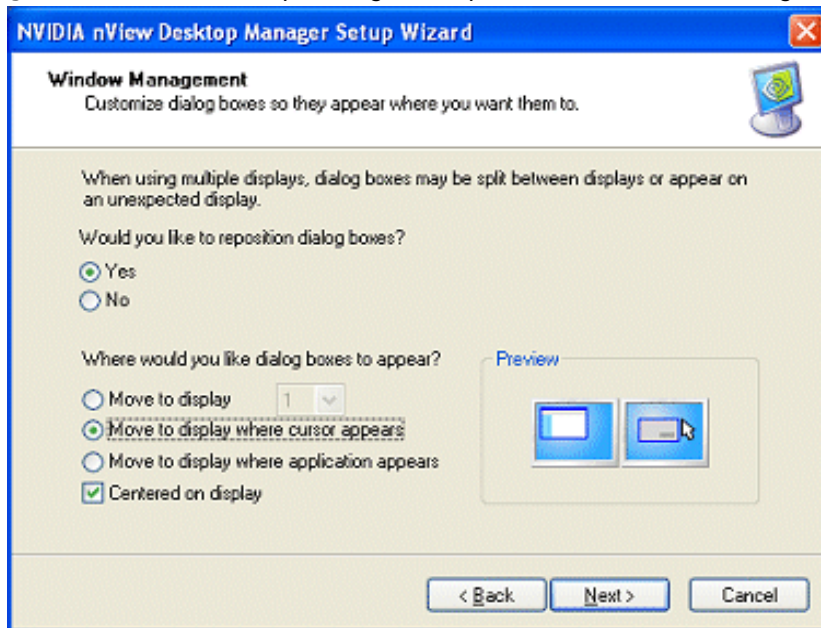 NVIDIA nView Desktop Manager Setup Wizard
Window Management
Customize dialog boxes so they appear where you want them to.
When using multiple displays, dialog boxes may be split between displays or appear on
an unexpected display.
Would you like to reposition dialog boxes?
Yes
No
Where would you like dialog boxes to appear?
Preview
Move to display 1
Move to display where cursor appears
Move to display where application appears
Centered on display
< Back Next > Cancel